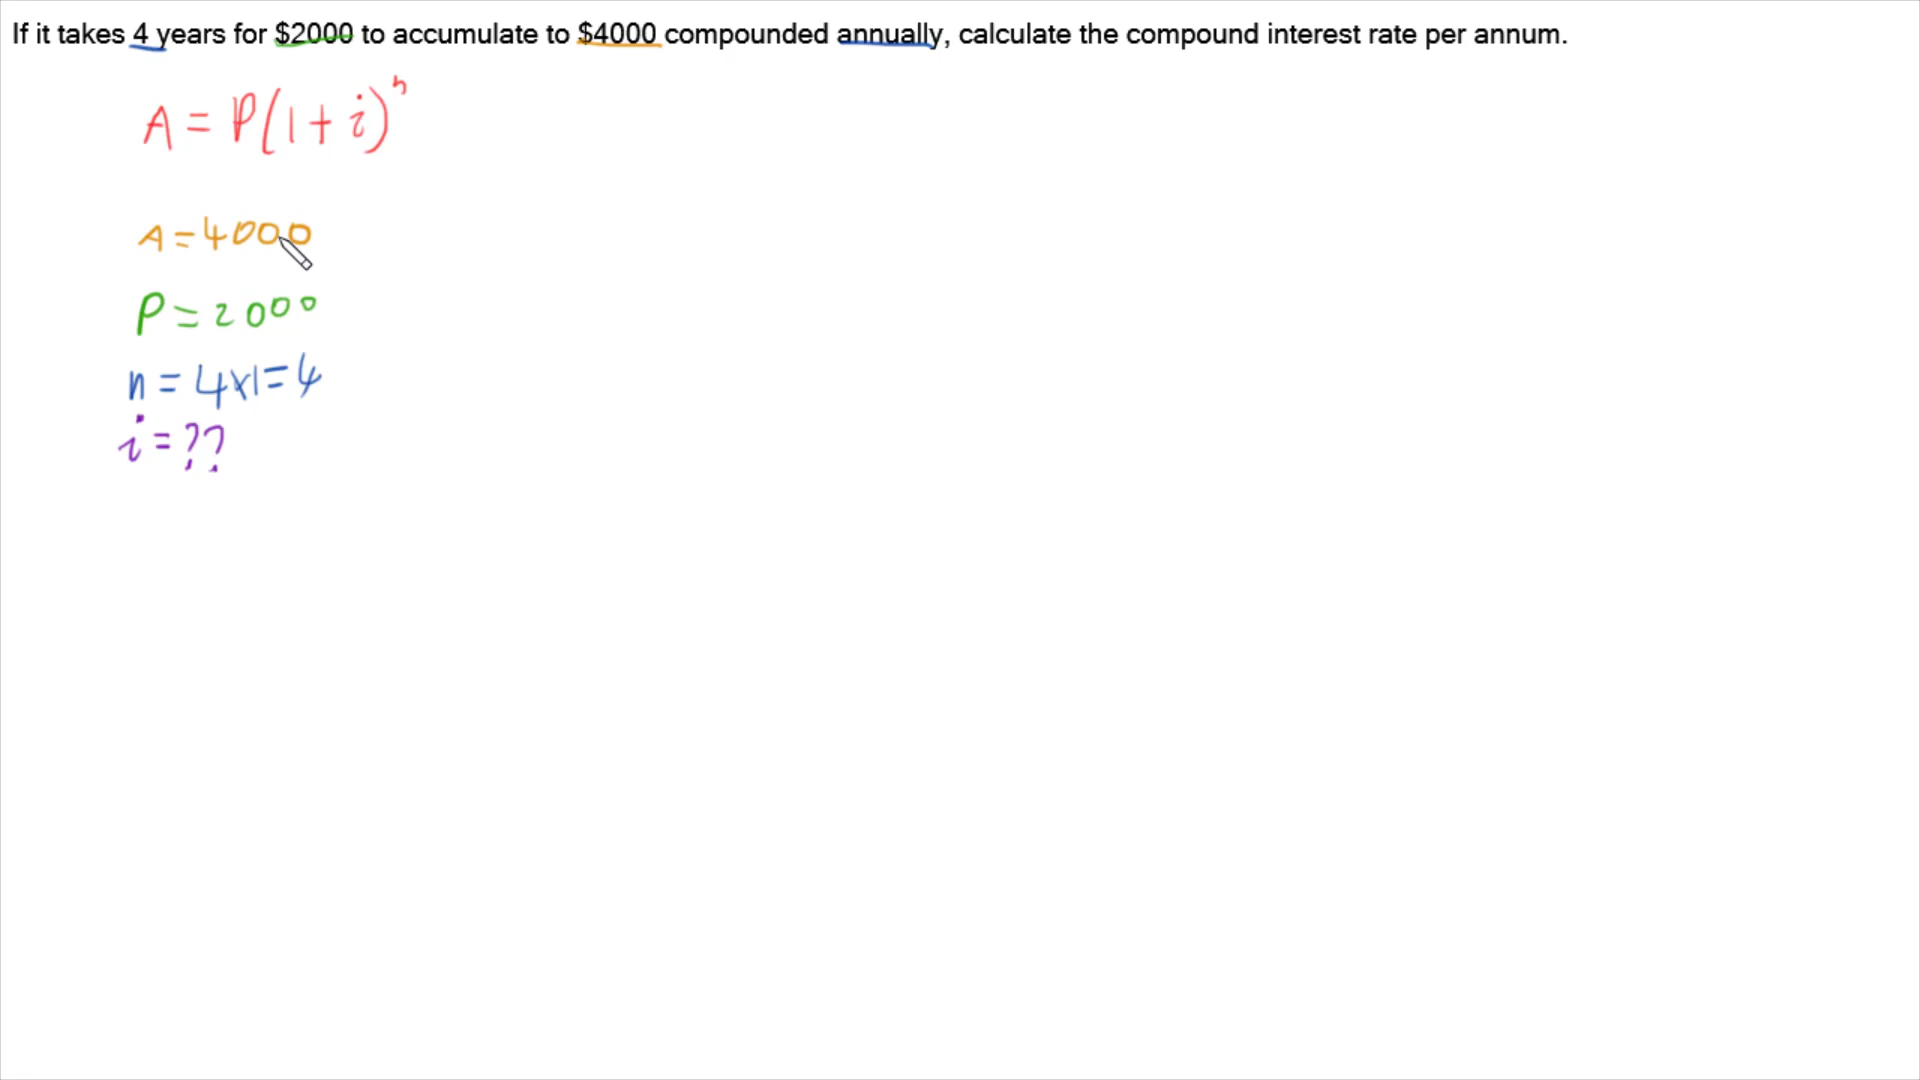 If it takes 4 years for $2000 to accumulate to $4000 compounded annually, calculate the compound interest rate per annum.
A = P(1 + i)ⁿ
A = 4000
P = 2000
n = 4x1 = 4
i = ??